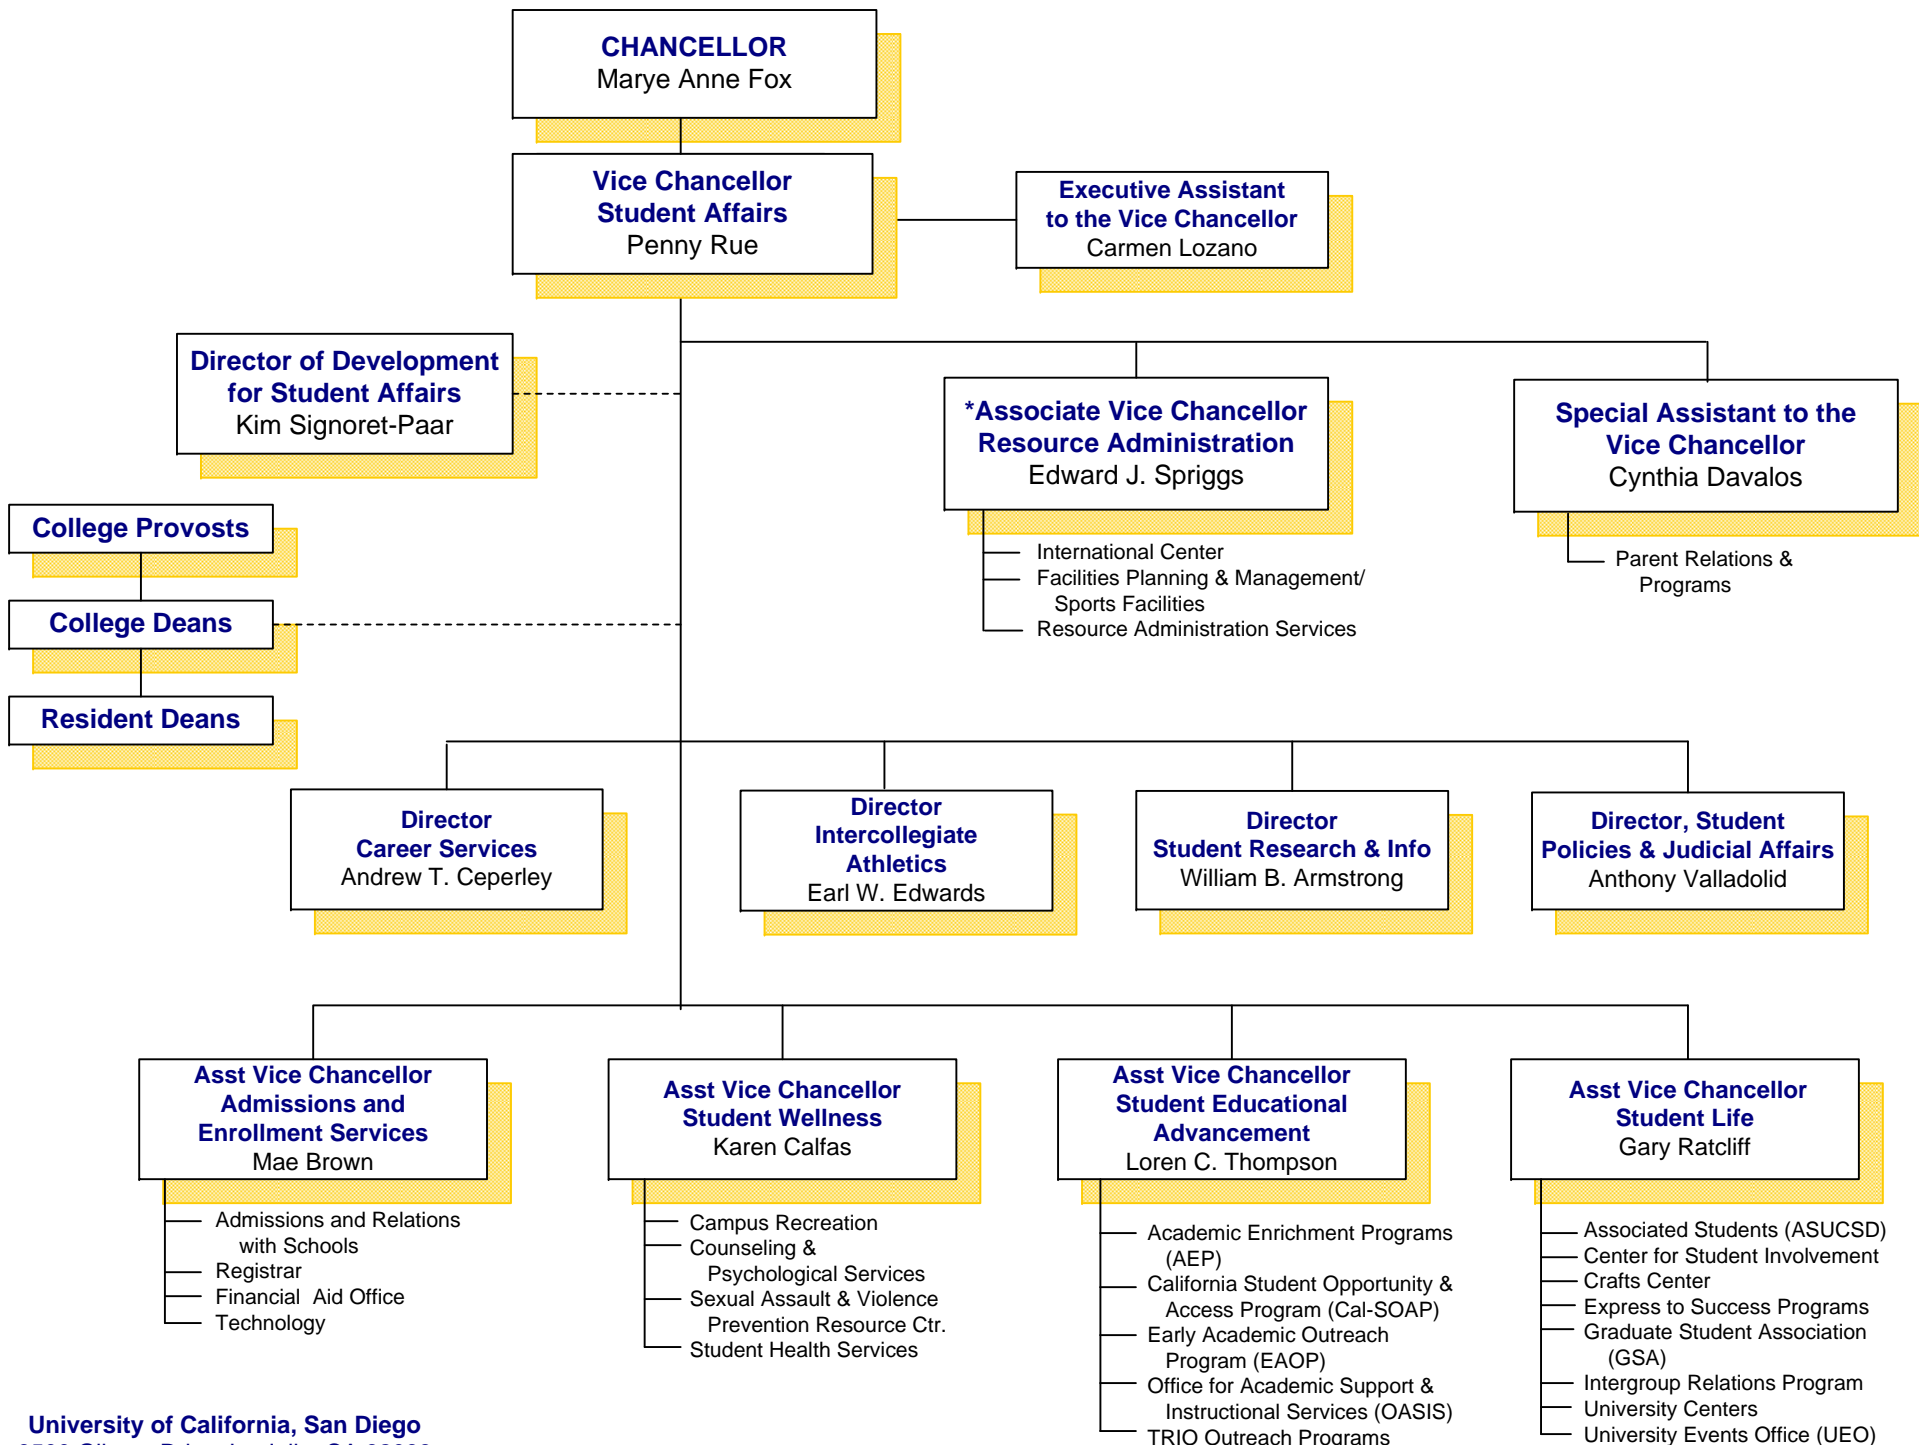 CHANCELLOR
Marye Anne Fox
Vice Chancellor
Student Affairs
Penny Rue
Executive Assistant
to the Vice Chancellor
Carmen Lozano
Director of Development
for Student Affairs
Kim Signoret-Paar
*Associate Vice Chancellor
Resource Administration
Edward J. Spriggs
International Center
Facilities Planning & Management/
Sports Facilities
Resource Administration Services
Special Assistant to the
Vice Chancellor
Cynthia Davalos
Parent Relations &
Programs
College Provosts
College Deans
Resident Deans
Director
Career Services
Andrew T. Ceperley
Director
Intercollegiate
Athletics
Earl W. Edwards
Director
Student Research & Info
William B. Armstrong
Director, Student
Policies & Judicial Affairs
Anthony Valladolid
Asst Vice Chancellor
Admissions and
Enrollment Services
Mae Brown
Admissions and Relations
with Schools
Registrar
Financial Aid Office
Technology
Asst Vice Chancellor
Student Wellness
Karen Calfas
Campus Recreation
Counseling &
Psychological Services
Sexual Assault & Violence
Prevention Resource Ctr.
Student Health Services
Asst Vice Chancellor
Student Educational
Advancement
Loren C. Thompson
Academic Enrichment Programs
(AEP)
California Student Opportunity &
Access Program (Cal-SOAP)
Early Academic Outreach
Program (EAOP)
Office for Academic Support &
Instructional Services (OASIS)
TRIO Outreach Programs
Asst Vice Chancellor
Student Life
Gary Ratcliff
Associated Students (ASUCSD)
Center for Student Involvement
Crafts Center
Express to Success Programs
Graduate Student Association
(GSA)
Intergroup Relations Program
University Centers
University Events Office (UEO)
University of California, San Diego